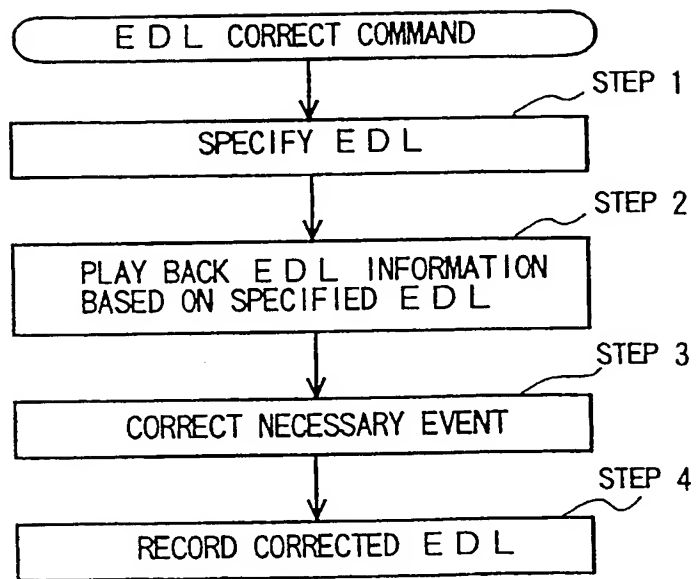 EDL CORRECT COMMAND
STEP 1
SPECIFY EDL
STEP 2
PLAY BACK EDL INFORMATION
BASED ON SPECIFIED EDL
STEP 3
CORRECT NECESSARY EVENT
STEP 4
RECORD CORRECTED EDL